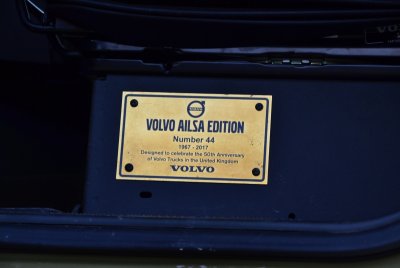 VOLVO AILSA EDITION
Number 44
1967 - 2017
Designed to celebrate the 50th Anniversary
of Volvo Trucks in the United Kingdom
VOLVO